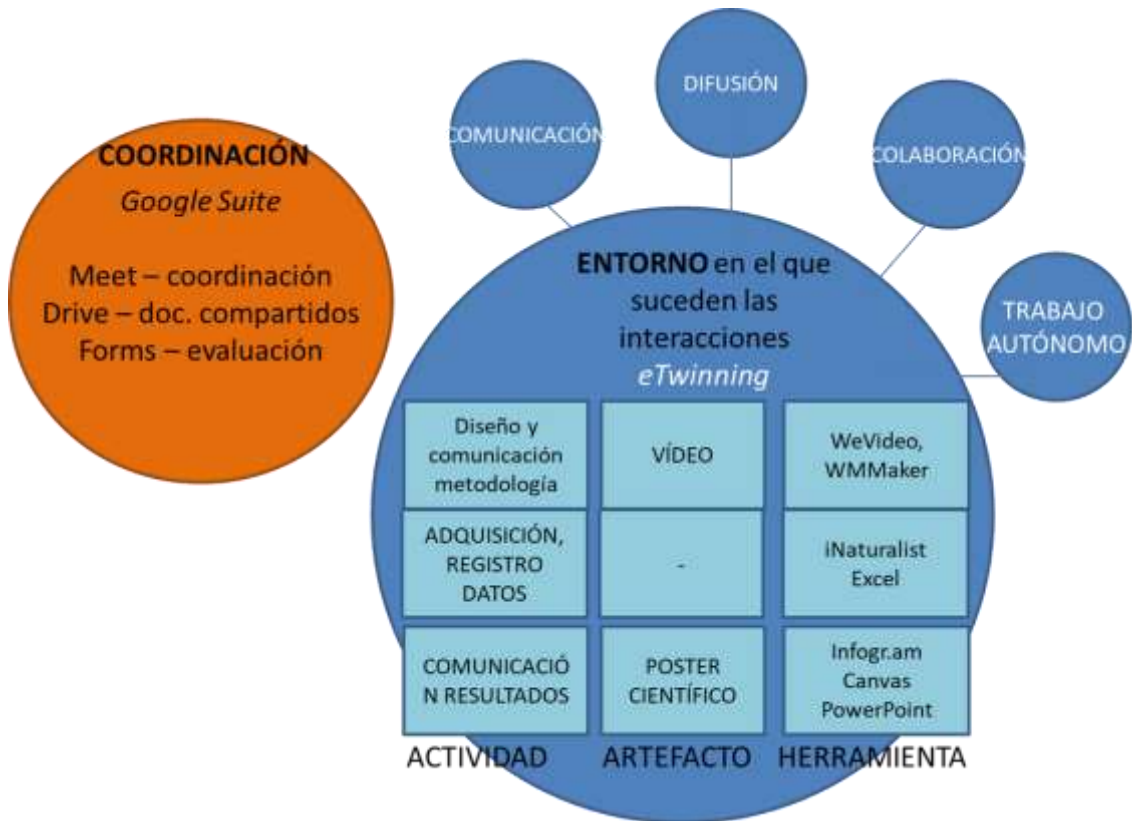 COORDINACIÓN
Google Suite
Meet – coordinación
Drive – doc. compartidos
Forms – evaluación
COMUNICACIÓN
DIFUSIÓN
COLABORACIÓN
TRABAJO
AUTÓNOMO
ENTORNO en el que
suceden las
interacciones
eTwinning
Diseño y
comunicación
metodología
VÍDEO
WeVideo,
WMMaker
ADQUISICIÓN,
REGISTRO
DATOS
-
iNaturalist
Excel
COMUNICACIÓ
N RESULTADOS
POSTER
CIENTÍFICO
Infogr.am
Canvas
PowerPoint
ACTIVIDAD
ARTEFACTO
HERRAMIENTA